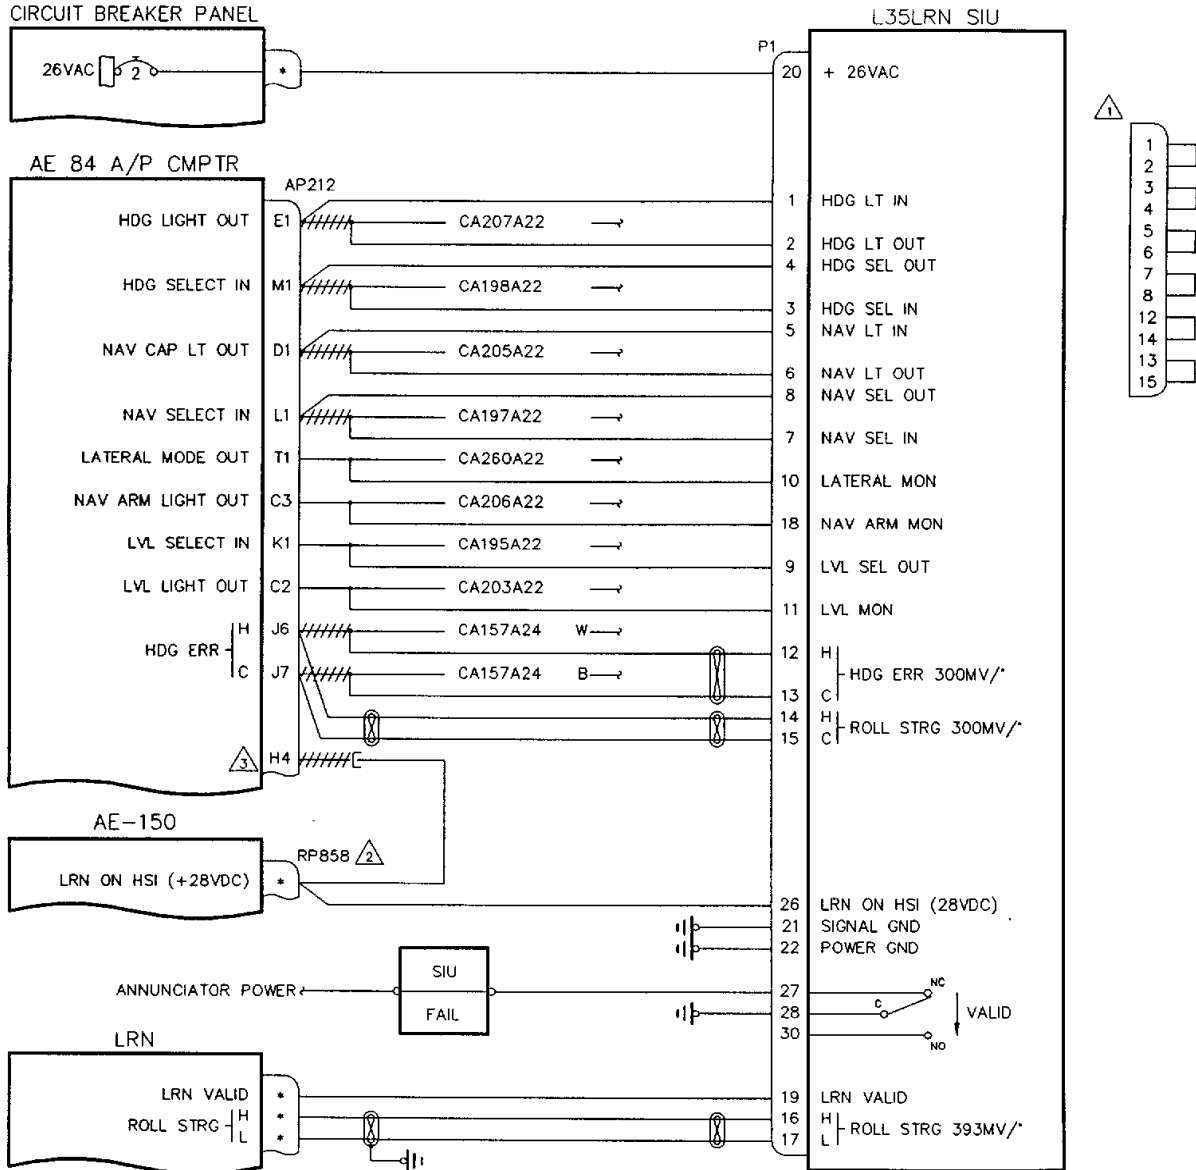 CIRCUIT BREAKER PANEL
L35LRN SIU
P1
26VAC 2 * 20 + 26VAC
1
1
2
3
4
5
6
7
8
12
14
13
15
AE 84 A/P CMPTR
AP212
1 HDG LT IN
HDG LIGHT OUT E1 CA207A22
2 HDG LT OUT
4 HDG SEL OUT
HDG SELECT IN M1 CA198A22
3 HDG SEL IN
5 NAV LT IN
NAV CAP LT OUT D1 CA205A22
6 NAV LT OUT
8 NAV SEL OUT
NAV SELECT IN L1 CA197A22
7 NAV SEL IN
LATERAL MODE OUT T1 CA260A22
10 LATERAL MON
NAV ARM LIGHT OUT C3 CA206A22
18 NAV ARM MON
LVL SELECT IN K1 CA195A22
9 LVL SEL OUT
LVL LIGHT OUT C2 CA203A22
11 LVL MON
H J6 CA157A24 W
HDG ERR
12 H
C J7 CA157A24 B
HDG ERR 300MV/°
13 C
14 H
ROLL STRG 300MV/°
15 C
3 H4
AE-150
RP858 2
LRN ON HSI (+28VDC) *
26 LRN ON HSI (28VDC)
21 SIGNAL GND
22 POWER GND
SIU
FAIL
ANNUNCIATOR POWER
27 NC
28 C VALID
30 NO
LRN
LRN VALID * 19 LRN VALID
ROLL STRG H * 16 H ROLL STRG 393MV/°
L * 17 L